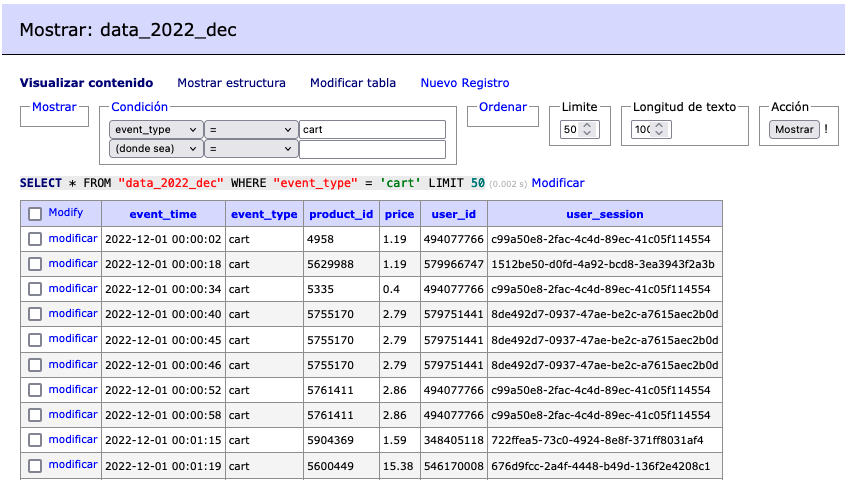 Mostrar: data_2022_dec
Visualizar contenido Mostrar estructura Modificar tabla Nuevo Registro
Mostrar Condición Ordenar Limite Longitud de texto Acción
event_type = cart 50 100 Mostrar !
(donde sea) =
SELECT * FROM "data_2022_dec" WHERE "event_type" = 'cart' LIMIT 50 (0.002 s) Modificar
Modify event_time event_type product_id price user_id user_session
modificar 2022-12-01 00:00:02 cart 4958 1.19 494077766 c99a50e8-2fac-4c4d-89ec-41c05f114554
modificar 2022-12-01 00:00:18 cart 5629988 1.19 579966747 1512be50-d0fd-4a92-bcd8-3ea3943f2a3b
modificar 2022-12-01 00:00:34 cart 5335 0.4 494077766 c99a50e8-2fac-4c4d-89ec-41c05f114554
modificar 2022-12-01 00:00:40 cart 5755170 2.79 579751441 8de492d7-0937-47ae-be2c-a7615aec2b0d
modificar 2022-12-01 00:00:45 cart 5755170 2.79 579751441 8de492d7-0937-47ae-be2c-a7615aec2b0d
modificar 2022-12-01 00:00:46 cart 5755170 2.79 579751441 8de492d7-0937-47ae-be2c-a7615aec2b0d
modificar 2022-12-01 00:00:52 cart 5761411 2.86 494077766 c99a50e8-2fac-4c4d-89ec-41c05f114554
modificar 2022-12-01 00:00:58 cart 5761411 2.86 494077766 c99a50e8-2fac-4c4d-89ec-41c05f114554
modificar 2022-12-01 00:01:15 cart 5904369 1.59 348405118 722ffea5-73c0-4924-8e8f-371ff8031af4
modificar 2022-12-01 00:01:19 cart 5600449 15.38 546170008 676d9fcc-2a4f-4448-b49d-136f2e4208c1